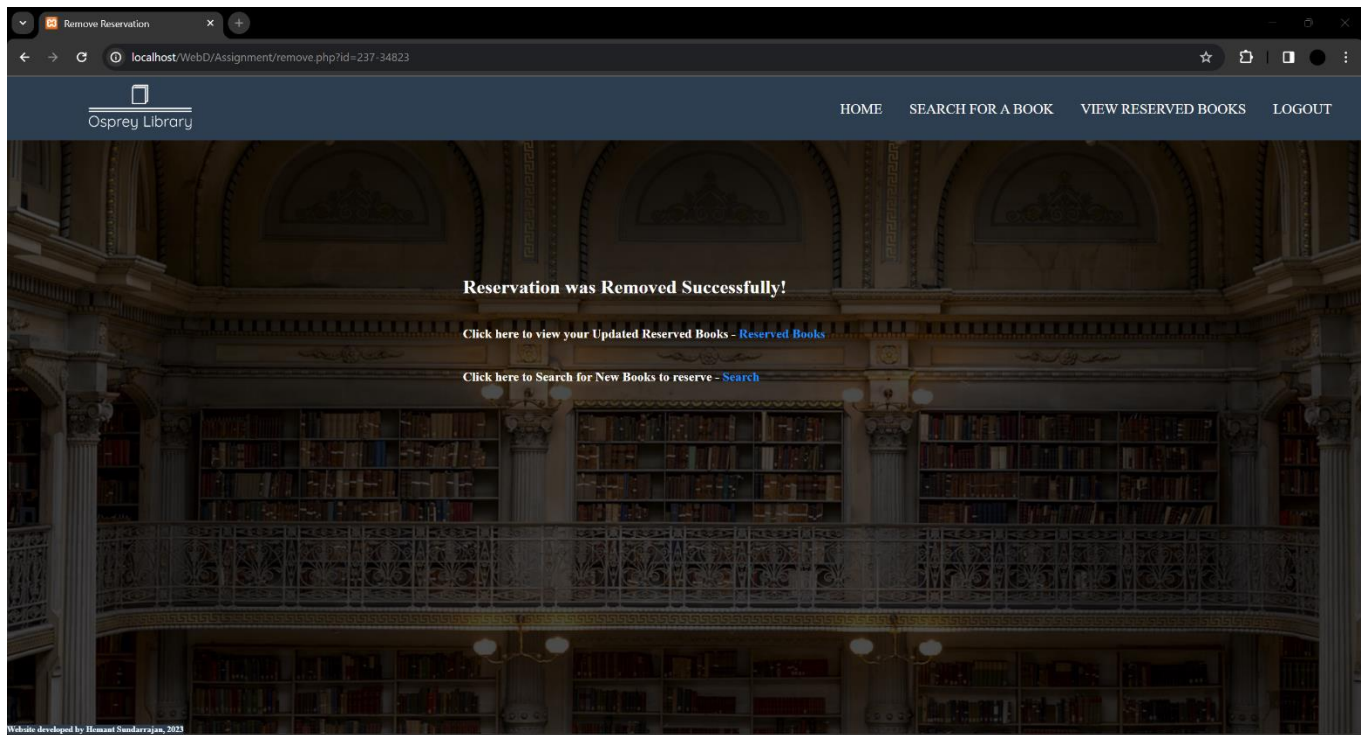 Remove Reservation
localhost/WebD/Assignment/remove.php?id=237-34823
Osprey Library
HOME SEARCH FOR A BOOK VIEW RESERVED BOOKS LOGOUT
Reservation was Removed Successfully!
Click here to view your Updated Reserved Books - Reserved Books
Click here to Search for New Books to reserve - Search
Website developed by Hemant Sundarrajan, 2023